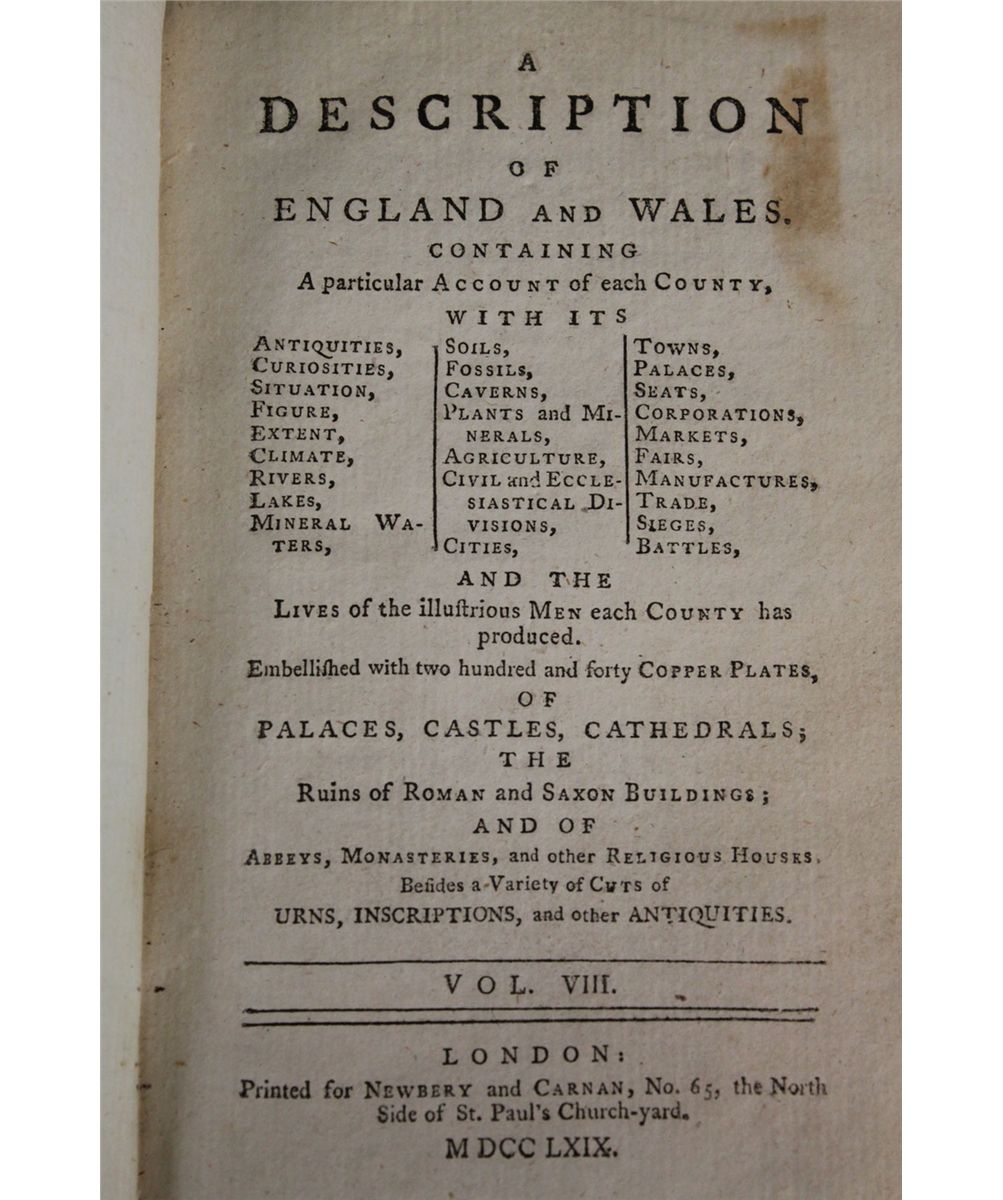 A
DESCRIPTION
OF
ENGLAND AND WALES.
CONTAINING
A particular ACCOUNT of each COUNTY,
WITH ITS
ANTIQUITIES,
CURIOSITIES,
SITUATION,
FIGURE,
EXTENT,
CLIMATE,
RIVERS,
LAKES,
MINERAL WA-
TERS,
SOILS,
FOSSILS,
CAVERNS,
PLANTS and MI-
NERALS,
AGRICULTURE,
CIVIL and ECCLE-
SIASTICAL DI-
VISIONS,
CITIES,
TOWNS,
PALACES,
SEATS,
CORPORATIONS,
MARKETS,
FAIRS,
MANUFACTURES,
TRADE,
SIEGES,
BATTLES,
AND THE
LIVES of the illuſtrious MEN each COUNTY has
produced.
Embelliſhed with two hundred and forty COPPER PLATES,
OF
PALACES, CASTLES, CATHEDRALS;
THE
Ruins of ROMAN and SAXON BUILDINGS;
AND OF
ABBEYS, MONASTERIES, and other RELIGIOUS HOUSES.
Beſides a Variety of CUTS of
URNS, INSCRIPTIONS, and other ANTIQUITIES.
VOL. VIII.
LONDON:
Printed for NEWBERY and CARNAN, No. 65, the North
Side of St. Paul's Church-yard.
M DCC LXIX.